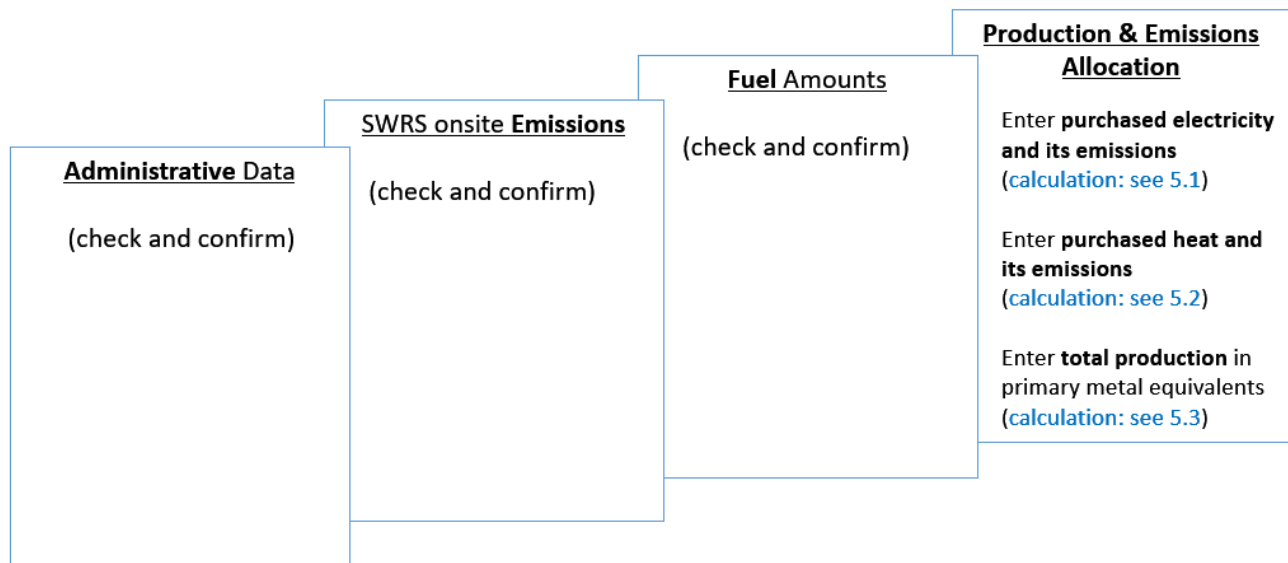 Administrative Data
(check and confirm)
SWRS onsite Emissions
(check and confirm)
Fuel Amounts
(check and confirm)
Production & Emissions
Allocation
Enter purchased electricity
and its emissions
(calculation: see 5.1)
Enter purchased heat and
its emissions
(calculation: see 5.2)
Enter total production in
primary metal equivalents
(calculation: see 5.3)